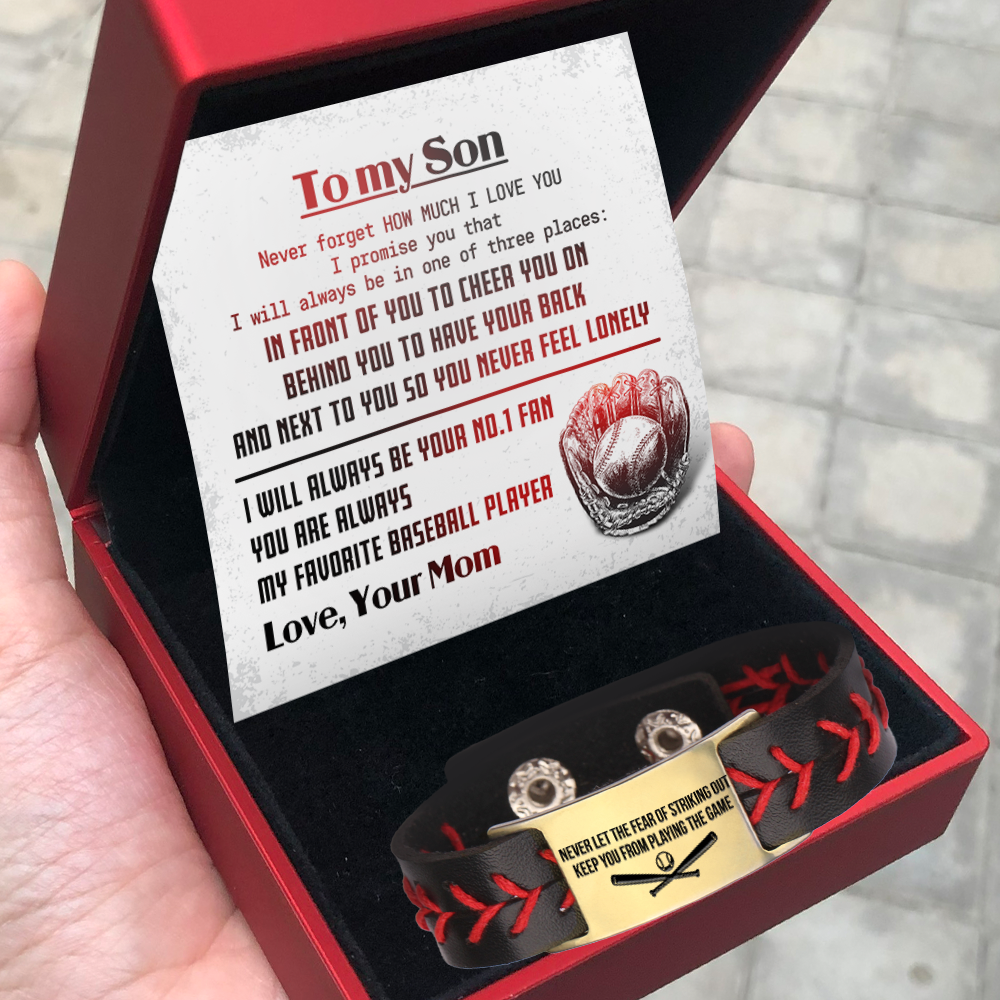 To my Son
Never forget HOW MUCH I LOVE YOU
I promise you that
I will always be in one of three places:
IN FRONT OF YOU TO CHEER YOU ON
BEHIND YOU TO HAVE YOUR BACK
AND NEXT TO YOU SO YOU NEVER FEEL LONELY
I WILL ALWAYS BE YOUR NO.1 FAN
YOU ARE ALWAYS
MY FAVORITE BASEBALL PLAYER
Love, Your Mom
NEVER LET THE FEAR OF STRIKING OUT
KEEP YOU FROM PLAYING THE GAME